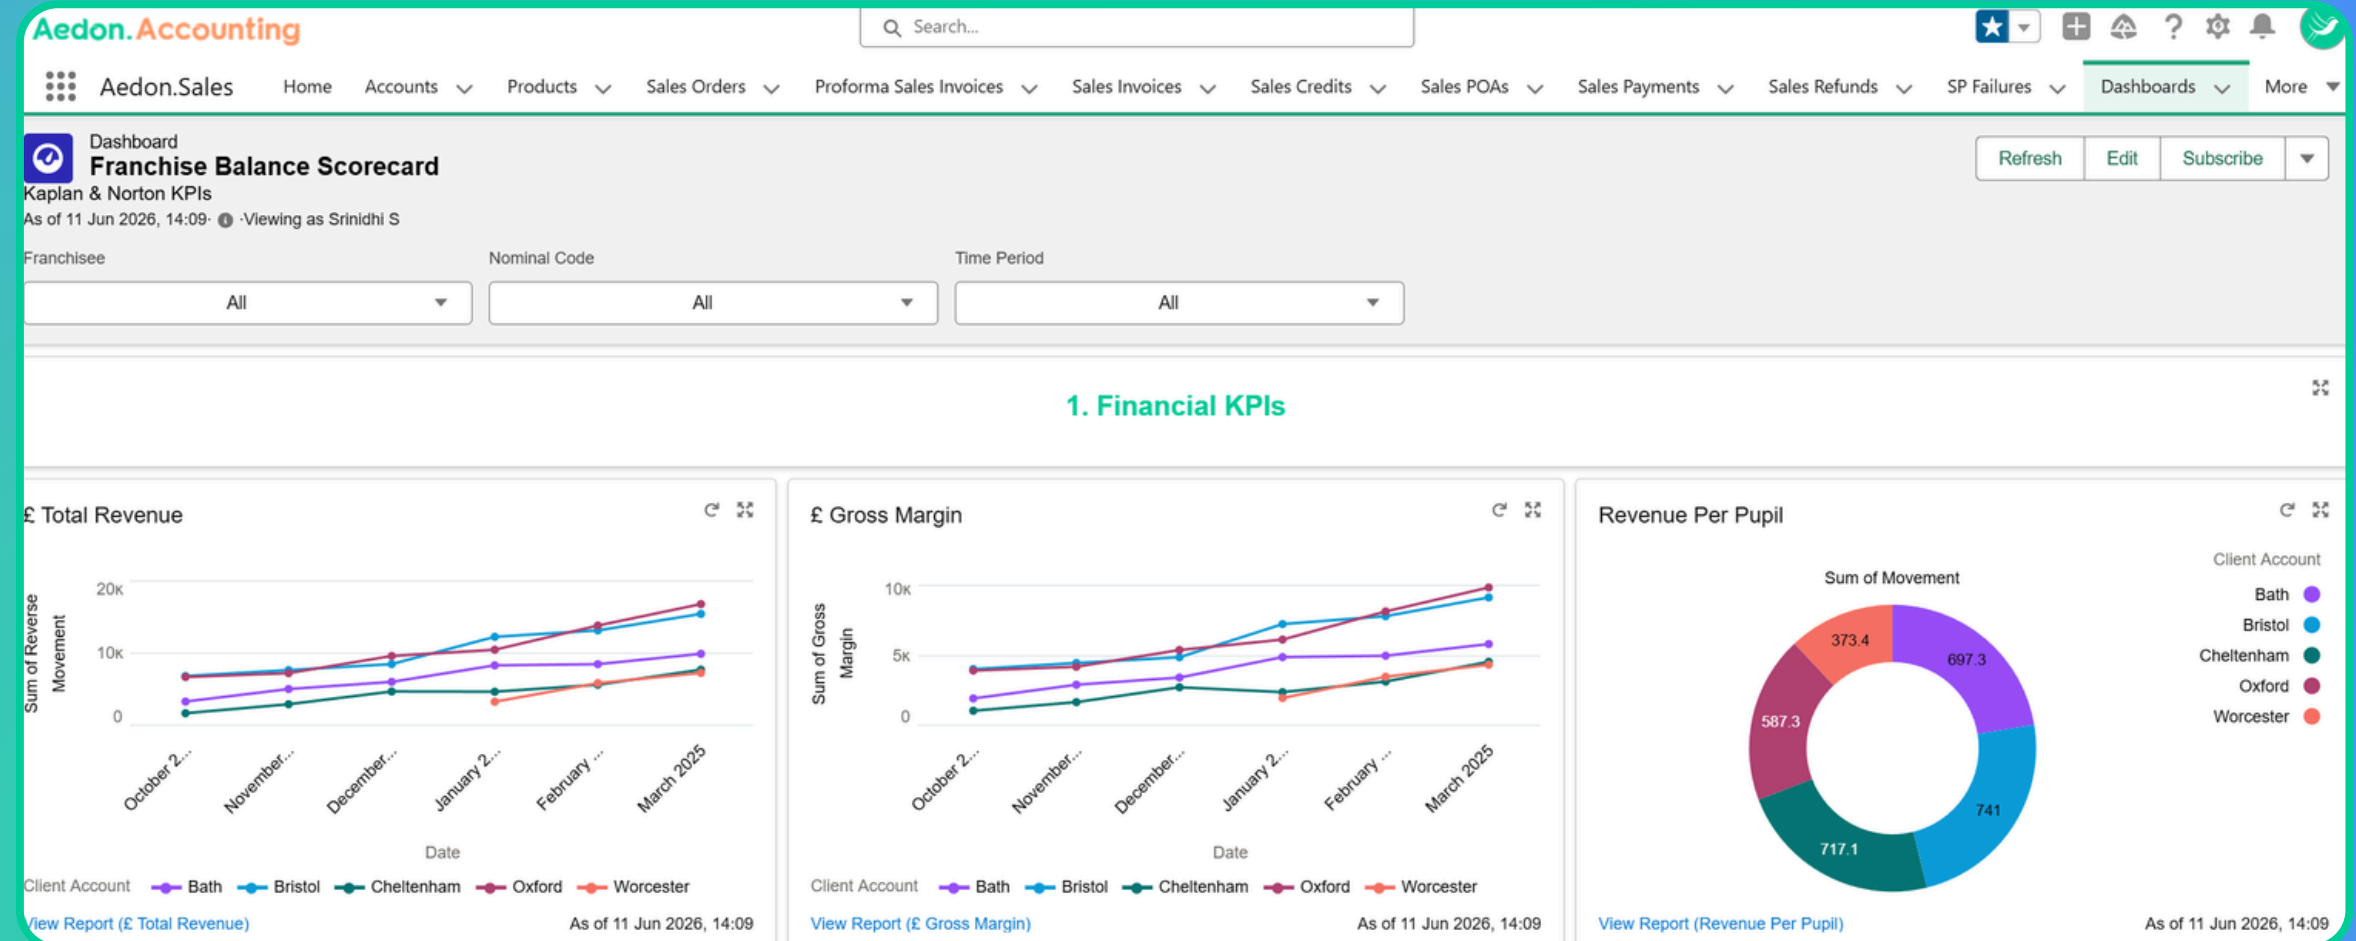 Aedon.Accounting
Search...
Aedon.Sales
Home
Accounts
Products
Sales Orders
Proforma Sales Invoices
Sales Invoices
Sales Credits
Sales POAs
Sales Payments
Sales Refunds
SP Failures
Dashboards
More
Dashboard
Franchise Balance Scorecard
Kaplan & Norton KPIs
As of 11 Jun 2026, 14:09· ·Viewing as Srinidhi S
Refresh
Edit
Subscribe
Franchisee
Nominal Code
Time Period
All
All
All
1. Financial KPIs
£ Total Revenue
Sum of Reverse
Movement
20K
10K
0
October 2...
November...
December...
January 2...
February ...
March 2025
Date
Client Account
Bath
Bristol
Cheltenham
Oxford
Worcester
View Report (£ Total Revenue)
As of 11 Jun 2026, 14:09
£ Gross Margin
Sum of Gross
Margin
10K
5K
0
October 2...
November...
December...
January 2...
February ...
March 2025
Date
Client Account
Bath
Bristol
Cheltenham
Oxford
Worcester
View Report (£ Gross Margin)
As of 11 Jun 2026, 14:09
Revenue Per Pupil
Client Account
Sum of Movement
Bath
Bristol
Cheltenham
Oxford
Worcester
373.4
697.3
587.3
741
717.1
View Report (Revenue Per Pupil)
As of 11 Jun 2026, 14:09